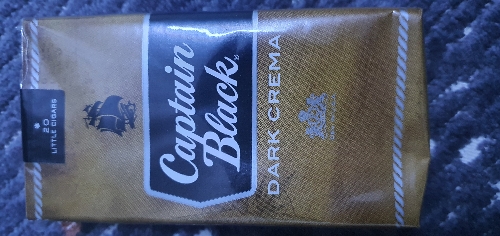 * 20
LITTLE CIGARS
Captain
Black®
DARK CREMA